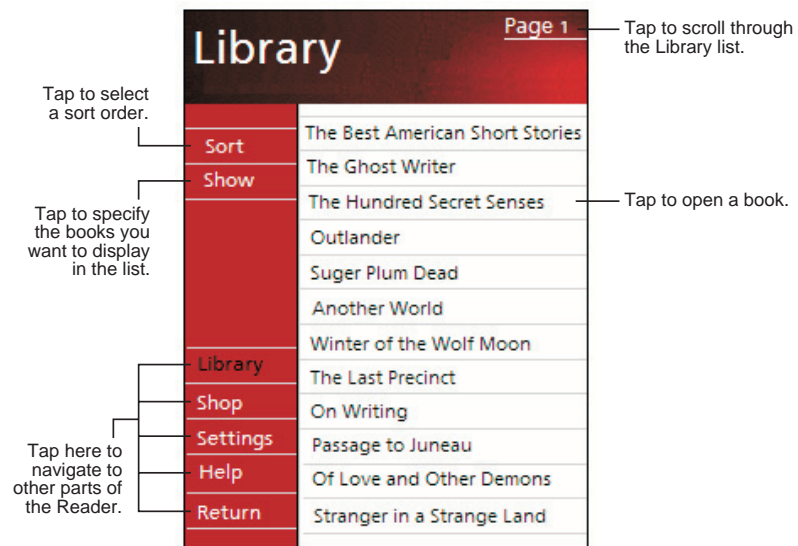 Library
Page 1
Tap to scroll through
the Library list.
Tap to select
a sort order.
Sort
Show
Tap to specify
the books you
want to display
in the list.
The Best American Short Stories
The Ghost Writer
The Hundred Secret Senses
Tap to open a book.
Outlander
Suger Plum Dead
Another World
Winter of the Wolf Moon
The Last Precinct
On Writing
Passage to Juneau
Of Love and Other Demons
Stranger in a Strange Land
Library
Shop
Settings
Help
Return
Tap here to
navigate to
other parts of
the Reader.